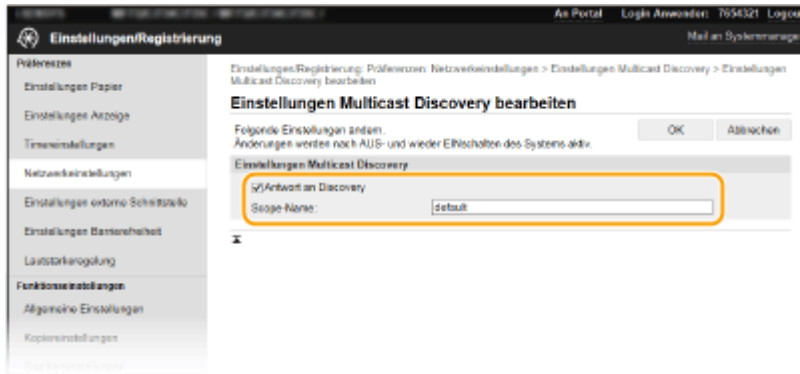 An Portal Login Anwender: 7654321 Logou
Einstellungen/Registrierung
Mail an Systemmanage
Präferenzen
Einstellungen Papier
Einstellungen Anzeige
Timereinstellungen
Netzwerkeinstellungen
Einstellungen externe Schnittstelle
Einstellungen Barrierefreiheit
Lautstärkeregelung
Funktionseinstellungen
Allgemeine Einstellungen
Kopiereinstellungen
Einstellungen/Registrierung: Präferenzen: Netzwerkeinstellungen > Einstellungen Multicast Discovery > Einstellungen
Multicast Discovery bearbeiten
Einstellungen Multicast Discovery bearbeiten
Folgende Einstellungen ändern.
Änderungen werden nach AUS- und wieder EINschalten des Systems aktiv.
OK Abbrechen
Einstellungen Multicast Discovery
Antwort an Discovery
Scope-Name: default